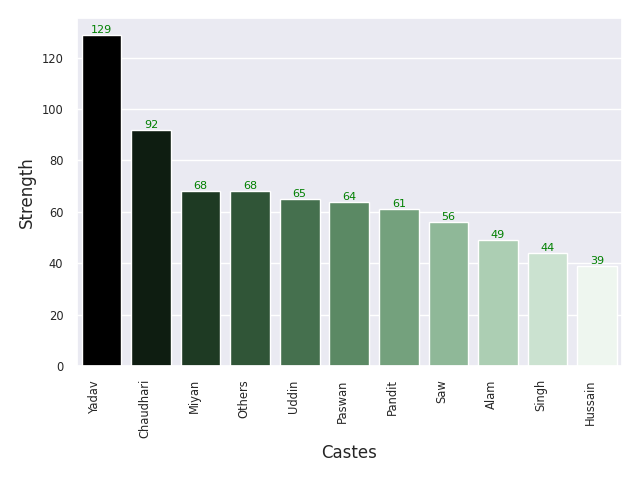 129
92
68
68
65
64
61
56
49
44
39
120
100
80
60
40
20
0
Strength
Yadav
Chaudhari
Miyan
Others
Uddin
Paswan
Pandit
Saw
Alam
Singh
Hussain
Castes